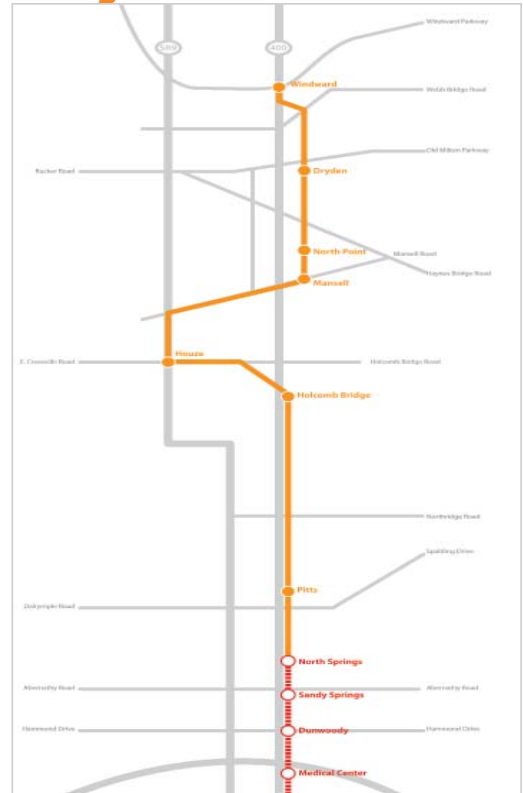 Windward Parkway
SR9
400
Windward
Webb Bridge Road
Old Milton Parkway
Rucker Road
Dryden
North Point
Mansell Road
Haynes Bridge Road
Mansell
Houze
E. Crossville Road
Holcomb Bridge Road
Holcomb Bridge
Northridge Road
Spalding Drive
Pitts
Dalrymple Road
North Springs
Abernathy Road
Abernathy Road
Sandy Springs
Hammond Drive
Dunwoody
Hammond Drive
Medical Center